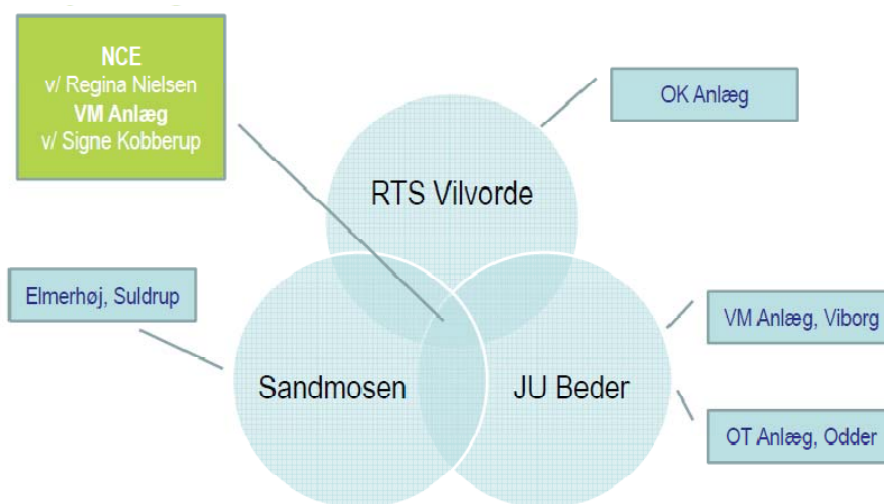 NCE
v/ Regina Nielsen
VM Anlæg
v/ Signe Kobberup
OK Anlæg
RTS Vilvorde
Elmerhøj, Suldrup
VM Anlæg, Viborg
Sandmosen
JU Beder
OT Anlæg, Odder